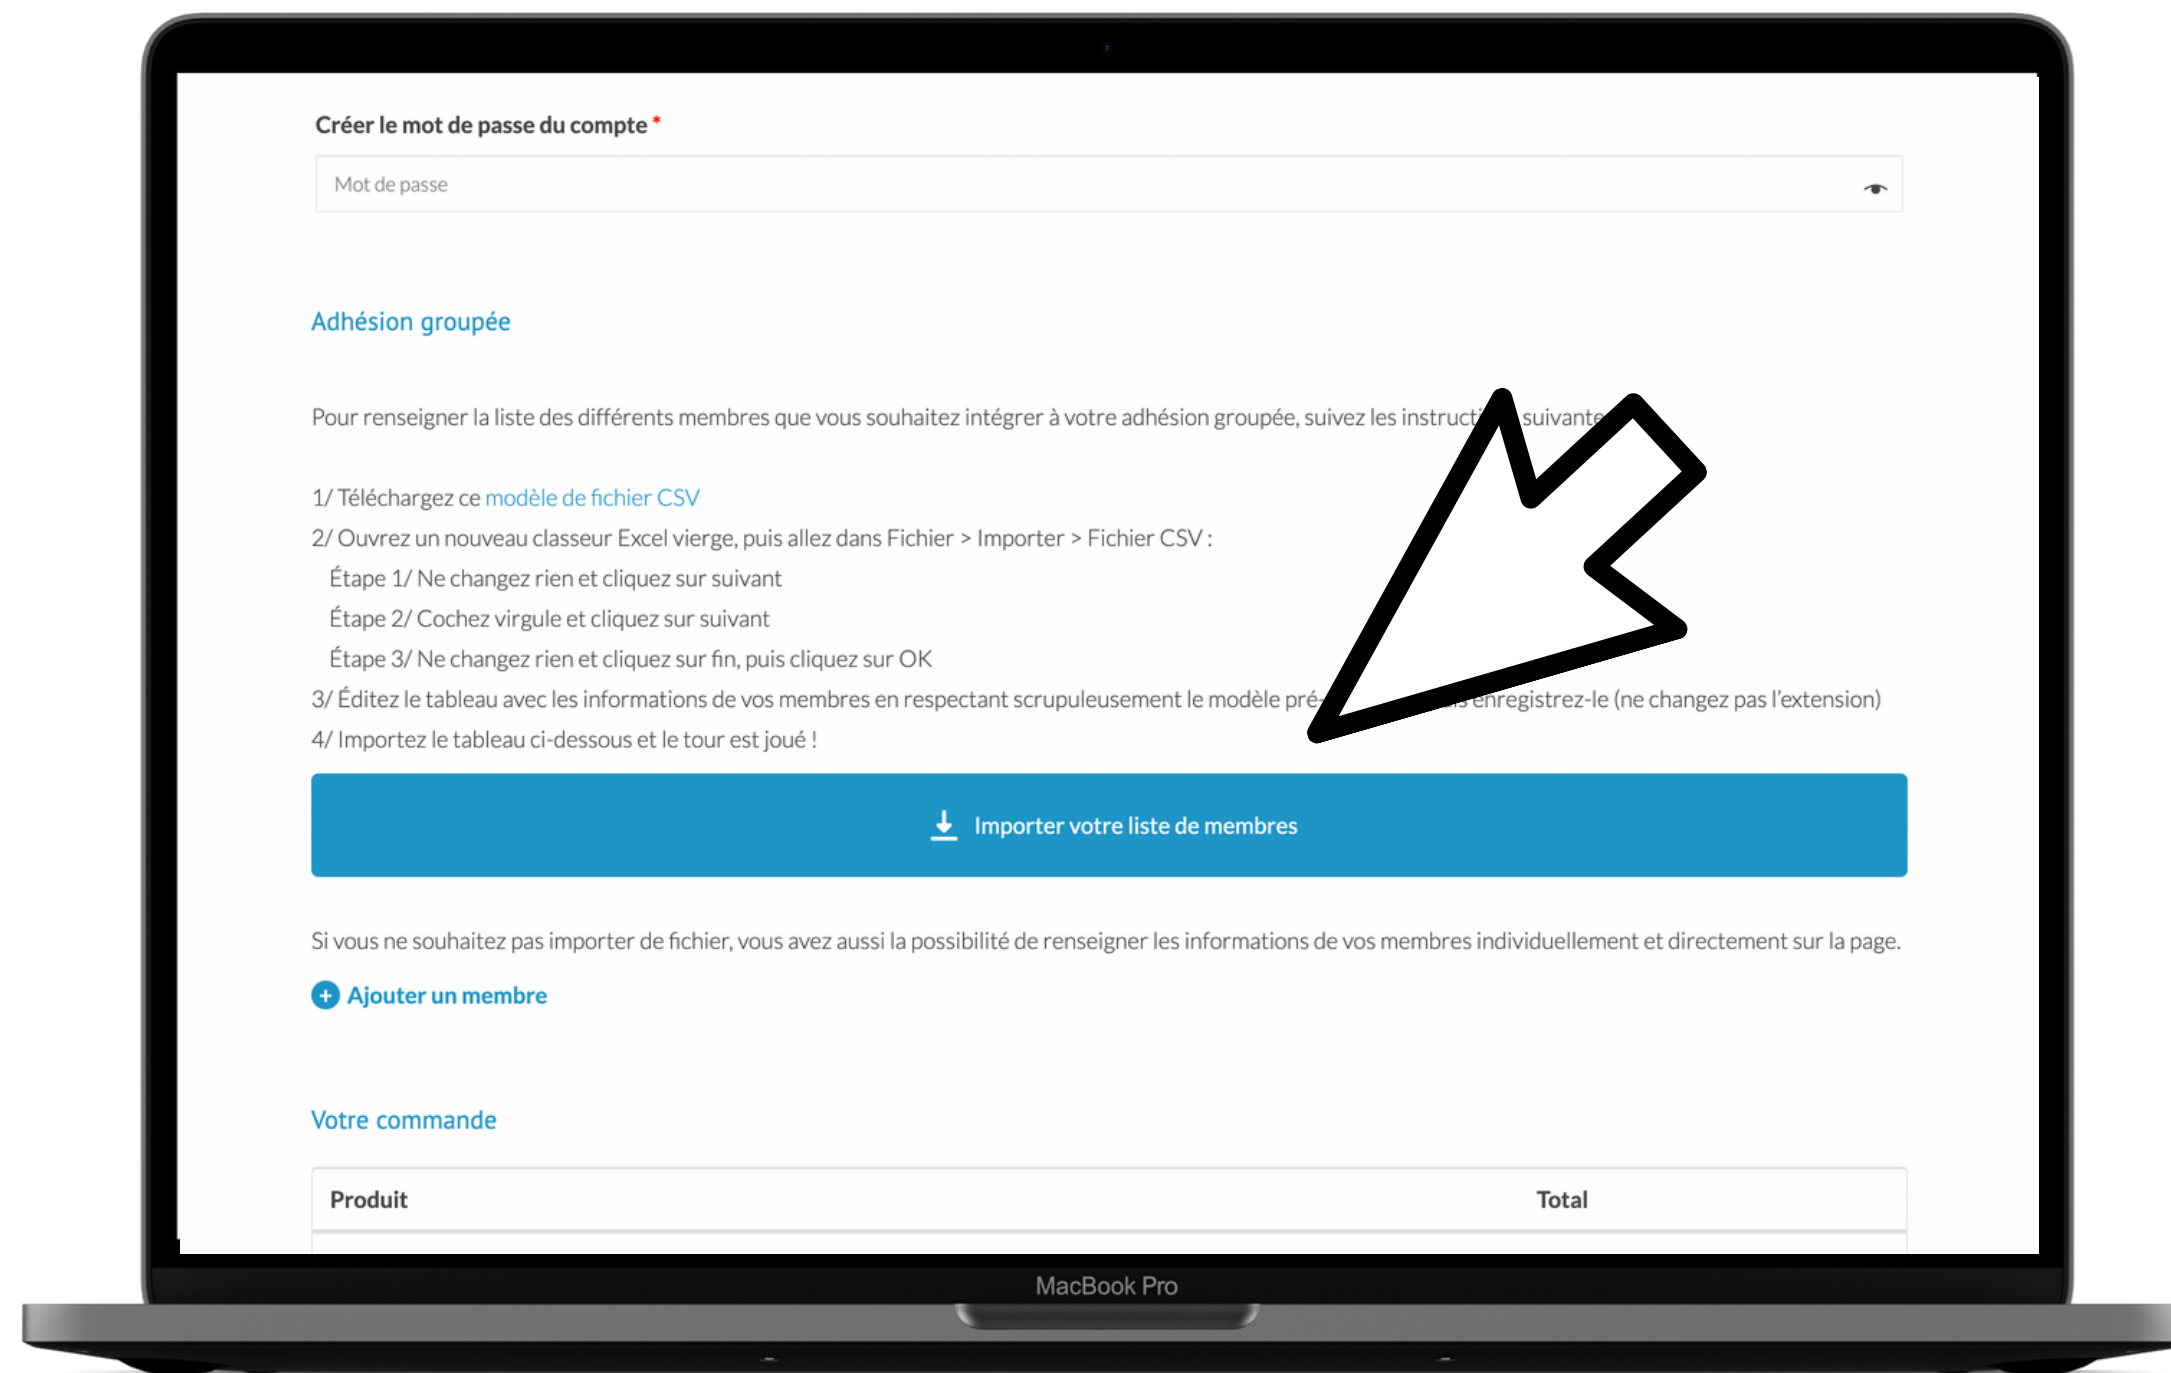 Créer le mot de passe du compte *
Mot de passe
Adhésion groupée
Pour renseigner la liste des différents membres que vous souhaitez intégrer à votre adhésion groupée, suivez les
1/ Téléchargez ce modèle de fichier CSV
2/ Ouvrez un nouveau classeur Excel vierge, puis allez dans Fichier > Importer > Fichier CSV :
Étape 1/ Ne changez rien et cliquez sur suivant
Étape 2/ Cochez virgule et cliquez sur suivant
Étape 3/ Ne changez rien et cliquez sur fin, puis cliquez sur OK
3/ Éditez le tableau avec les informations de vos membres en respectant scrupuleusement le modèle enregistrez-le (ne changez pas l'extension)
4/ Importez le tableau ci-dessous et le tour est joué !
Importer votre liste de membres
Si vous ne souhaitez pas importer de fichier, vous avez aussi la possibilité de renseigner les informations de vos membres individuellement et directement sur la page.
+ Ajouter un membre
Votre commande
Produit Total
MacBook Pro